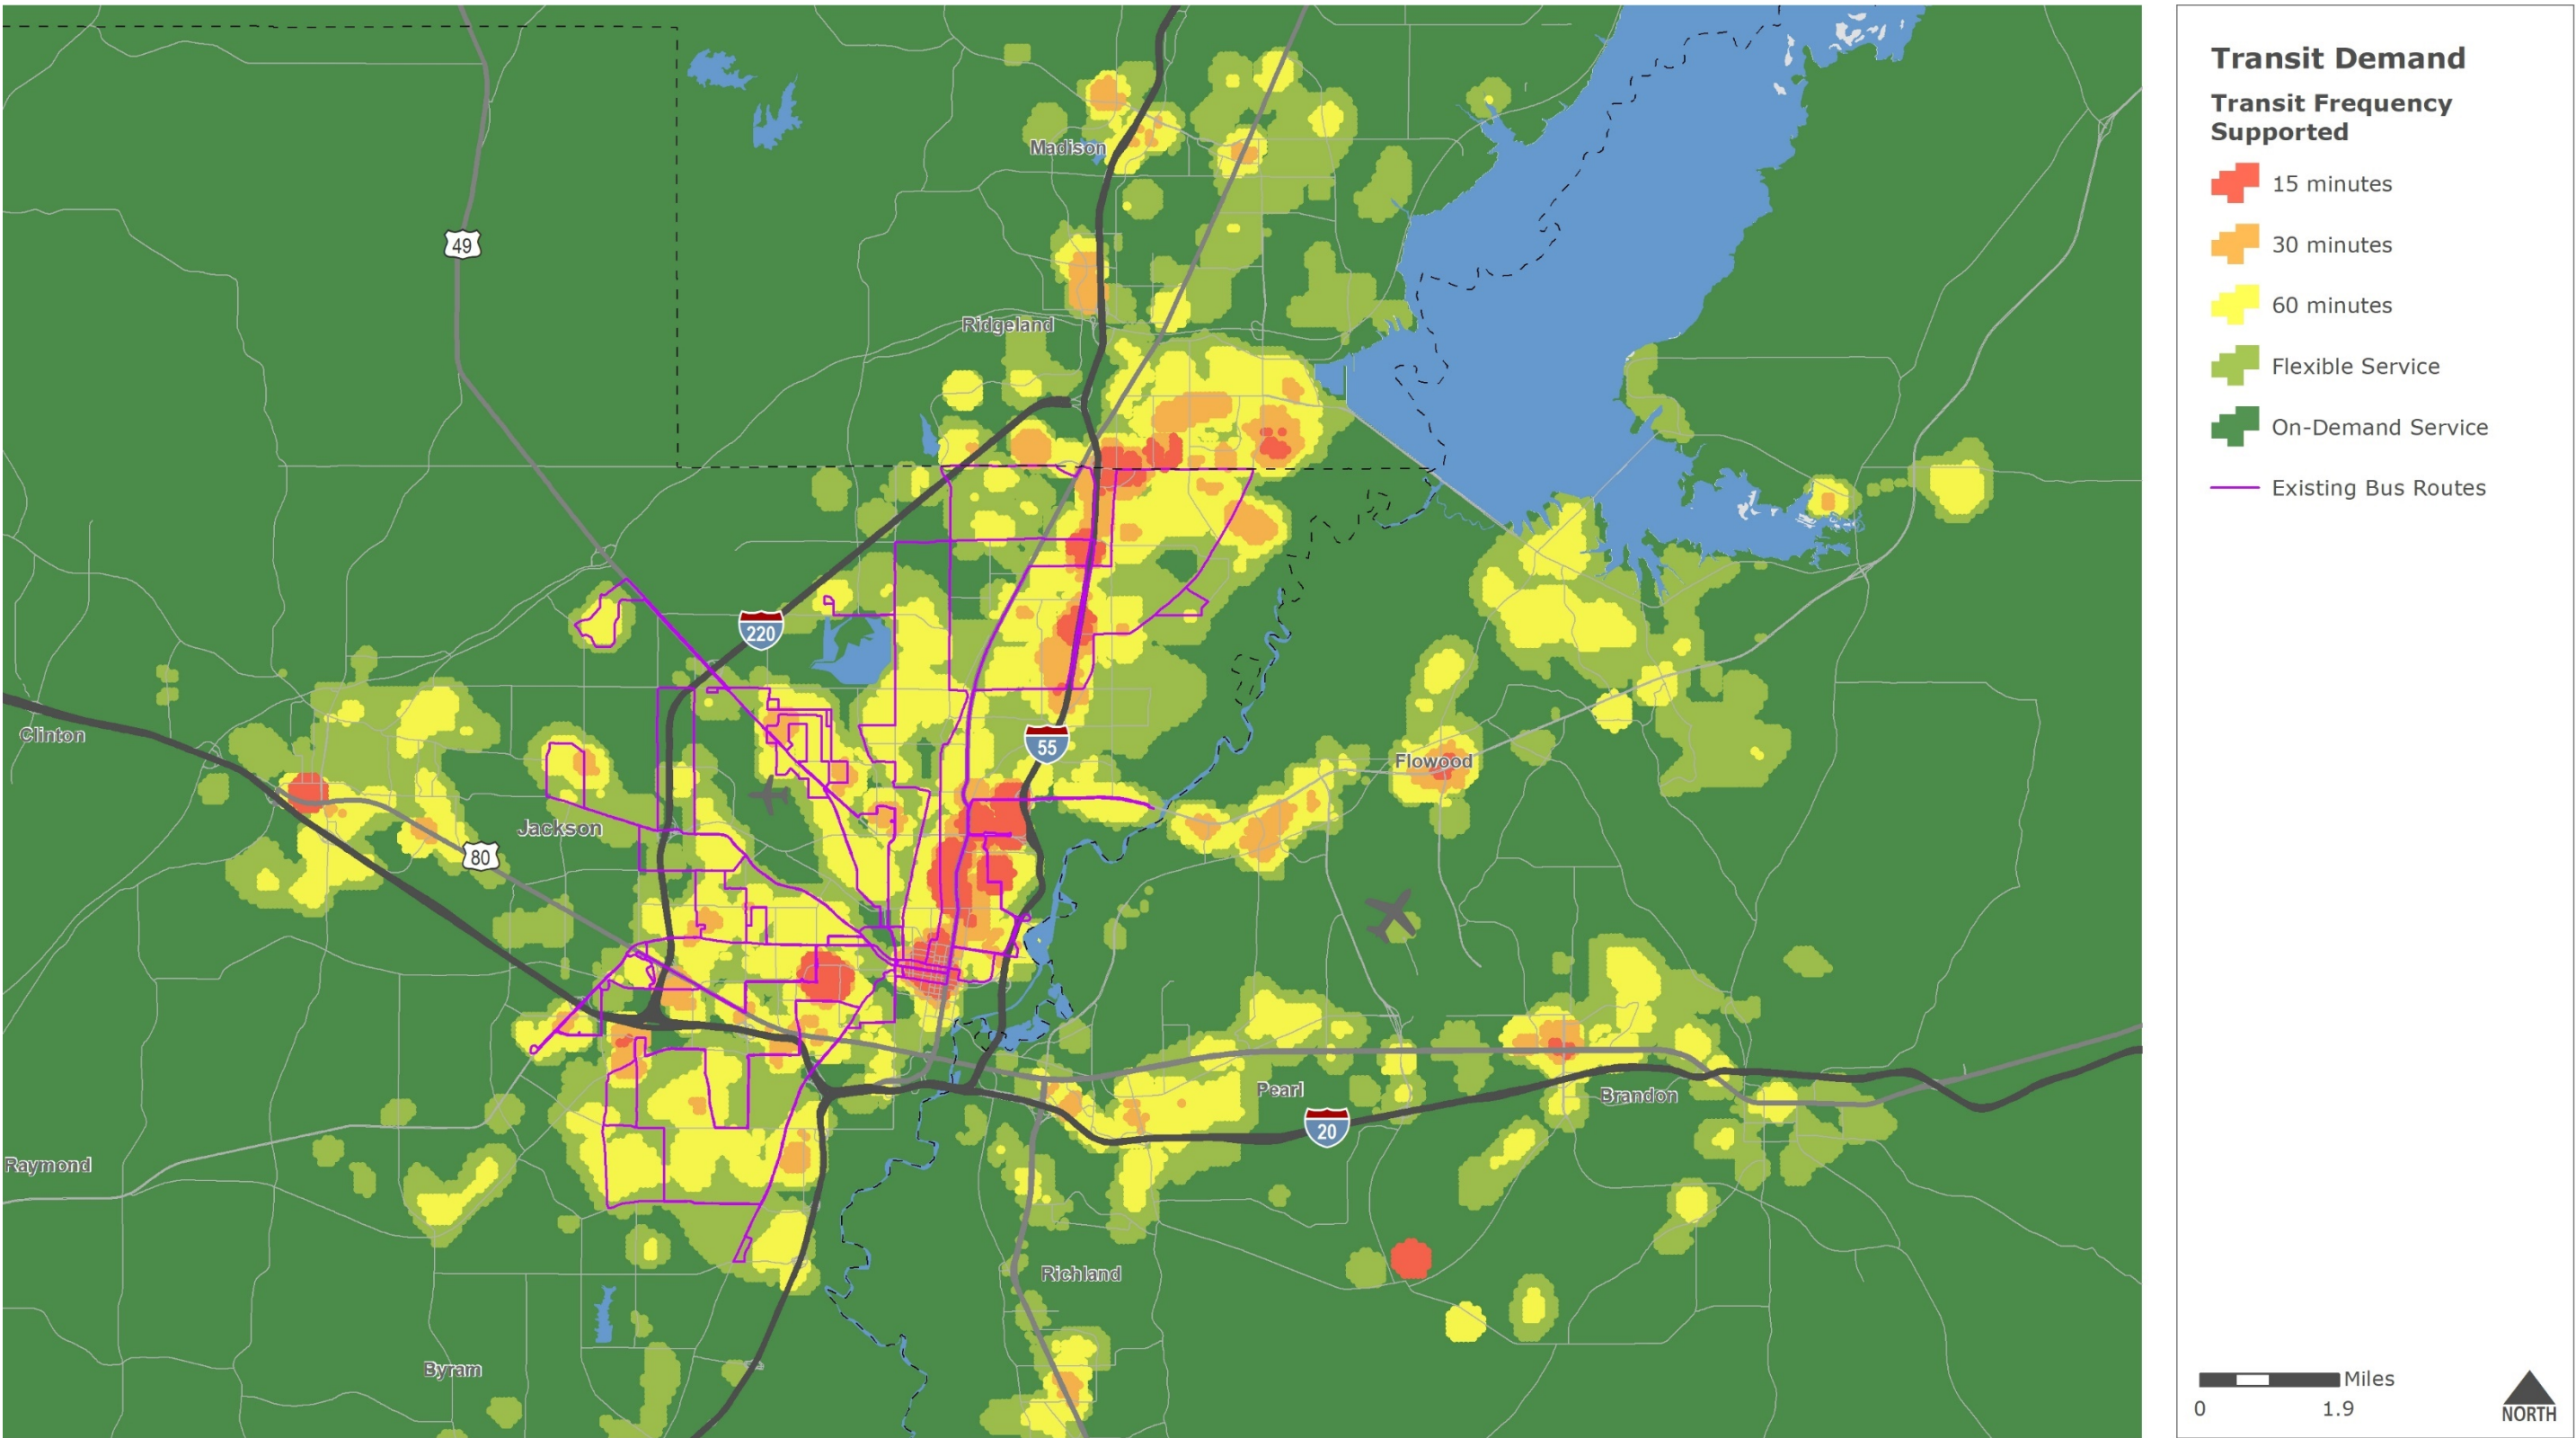 Madison
49
Ridgeland
220
Clinton
55
Flowood
Jackson
80
Pearl
Brandon
20
Raymond
Richland
Byram
Transit Demand
Transit Frequency
Supported
15 minutes
30 minutes
60 minutes
Flexible Service
On-Demand Service
Existing Bus Routes
Miles
0 1.9
NORTH